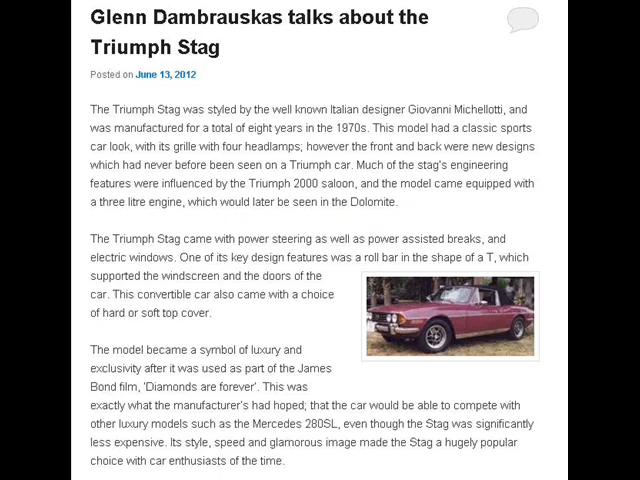 Glenn Dambrauskas talks about the
Triumph Stag
Posted on June 13, 2012
The Triumph Stag was styled by the well known Italian designer Giovanni Michellotti, and
was manufactured for a total of eight years in the 1970s. This model had a classic sports
car look, with its grille with four headlamps; however the front and back were new designs
which had never before been seen on a Triumph car. Much of the stag's engineering
features were influenced by the Triumph 2000 saloon, and the model came equipped with
a three litre engine, which would later be seen in the Dolomite.
The Triumph Stag came with power steering as well as power assisted breaks, and
electric windows. One of its key design features was a roll bar in the shape of a T, which
supported the windscreen and the doors of the
car. This convertible car also came with a choice
of hard or soft top cover.
The model became a symbol of luxury and
exclusivity after it was used as part of the James
Bond film, 'Diamonds are forever'. This was
exactly what the manufacturer's had hoped; that the car would be able to compete with
other luxury models such as the Mercedes 280SL, even though the Stag was significantly
less expensive. Its style, speed and glamorous image made the Stag a hugely popular
choice with car enthusiasts of the time.